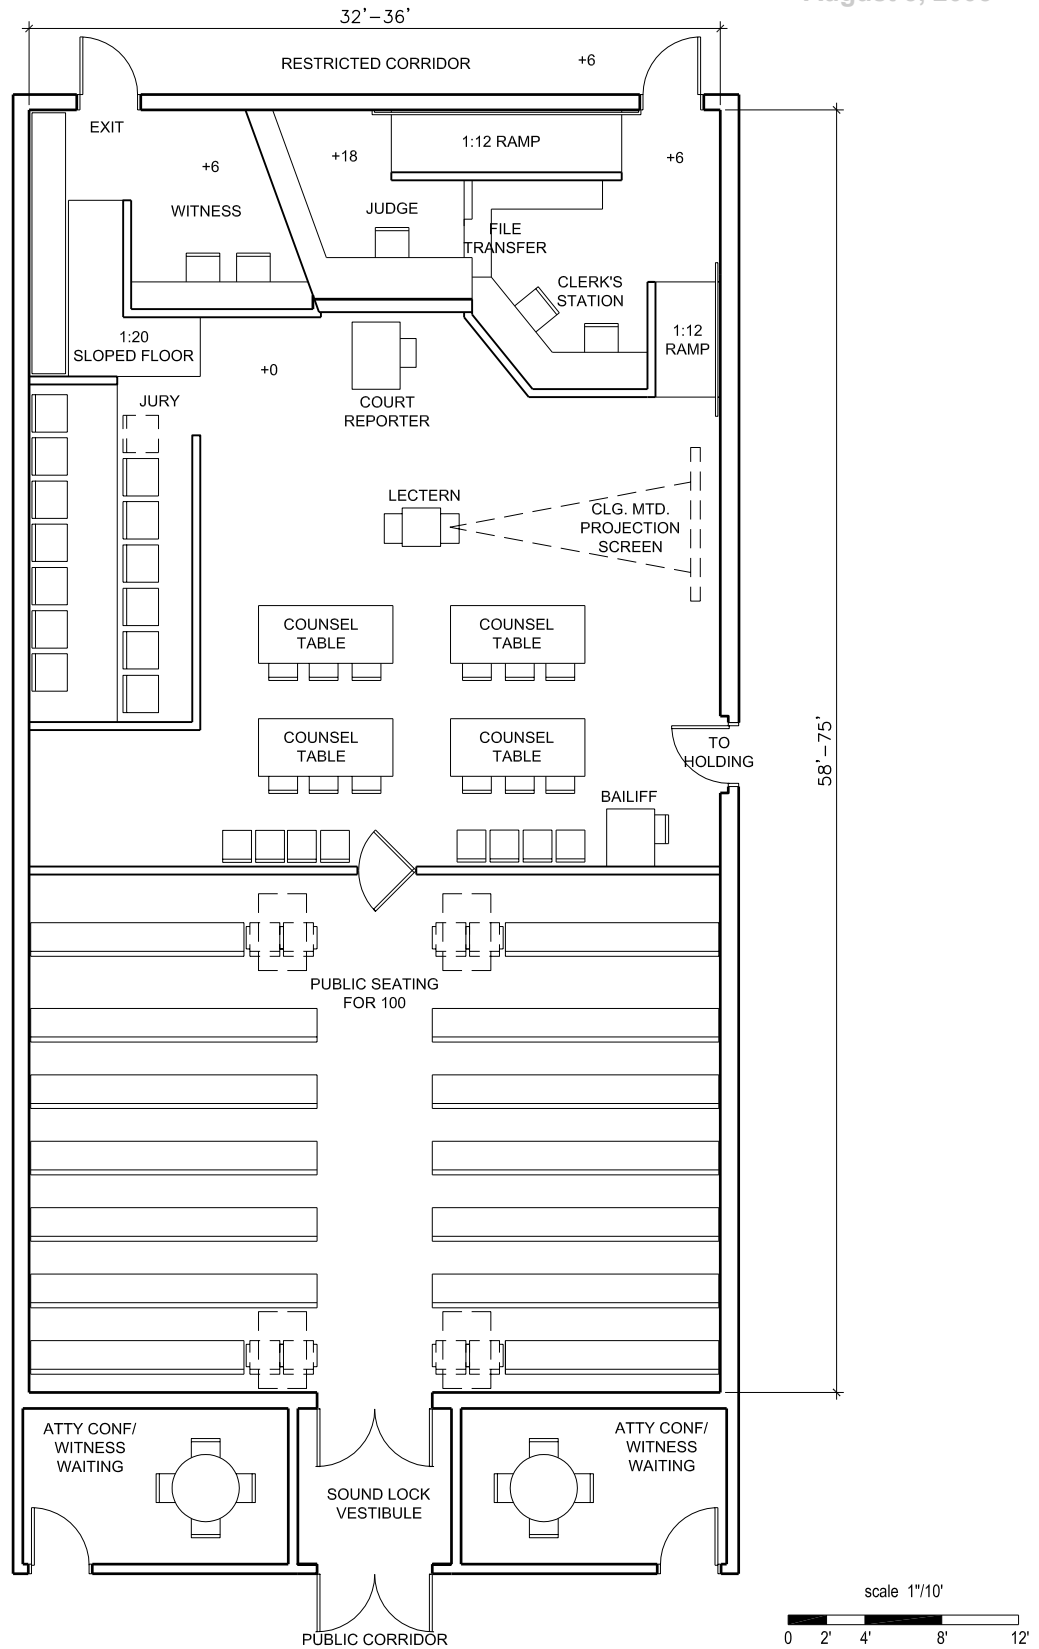 32'-36'
RESTRICTED CORRIDOR
+6
EXIT
1:12 RAMP
+6
+18
+6
WITNESS
JUDGE
FILE
TRANSFER
CLERK'S
STATION
1:20
SLOPED FLOOR
1:12
RAMP
+0
JURY
COURT
REPORTER
LECTERN
CLG. MTD.
PROJECTION
SCREEN
COUNSEL
TABLE
COUNSEL
TABLE
COUNSEL
TABLE
COUNSEL
TABLE
TO
HOLDING
58'-75'
BAILIFF
PUBLIC SEATING
FOR 100
ATTY CONF/
WITNESS
WAITING
ATTY CONF/
WITNESS
WAITING
SOUND LOCK
VESTIBULE
PUBLIC CORRIDOR
scale 1"/10'
0 2' 4' 8' 12'